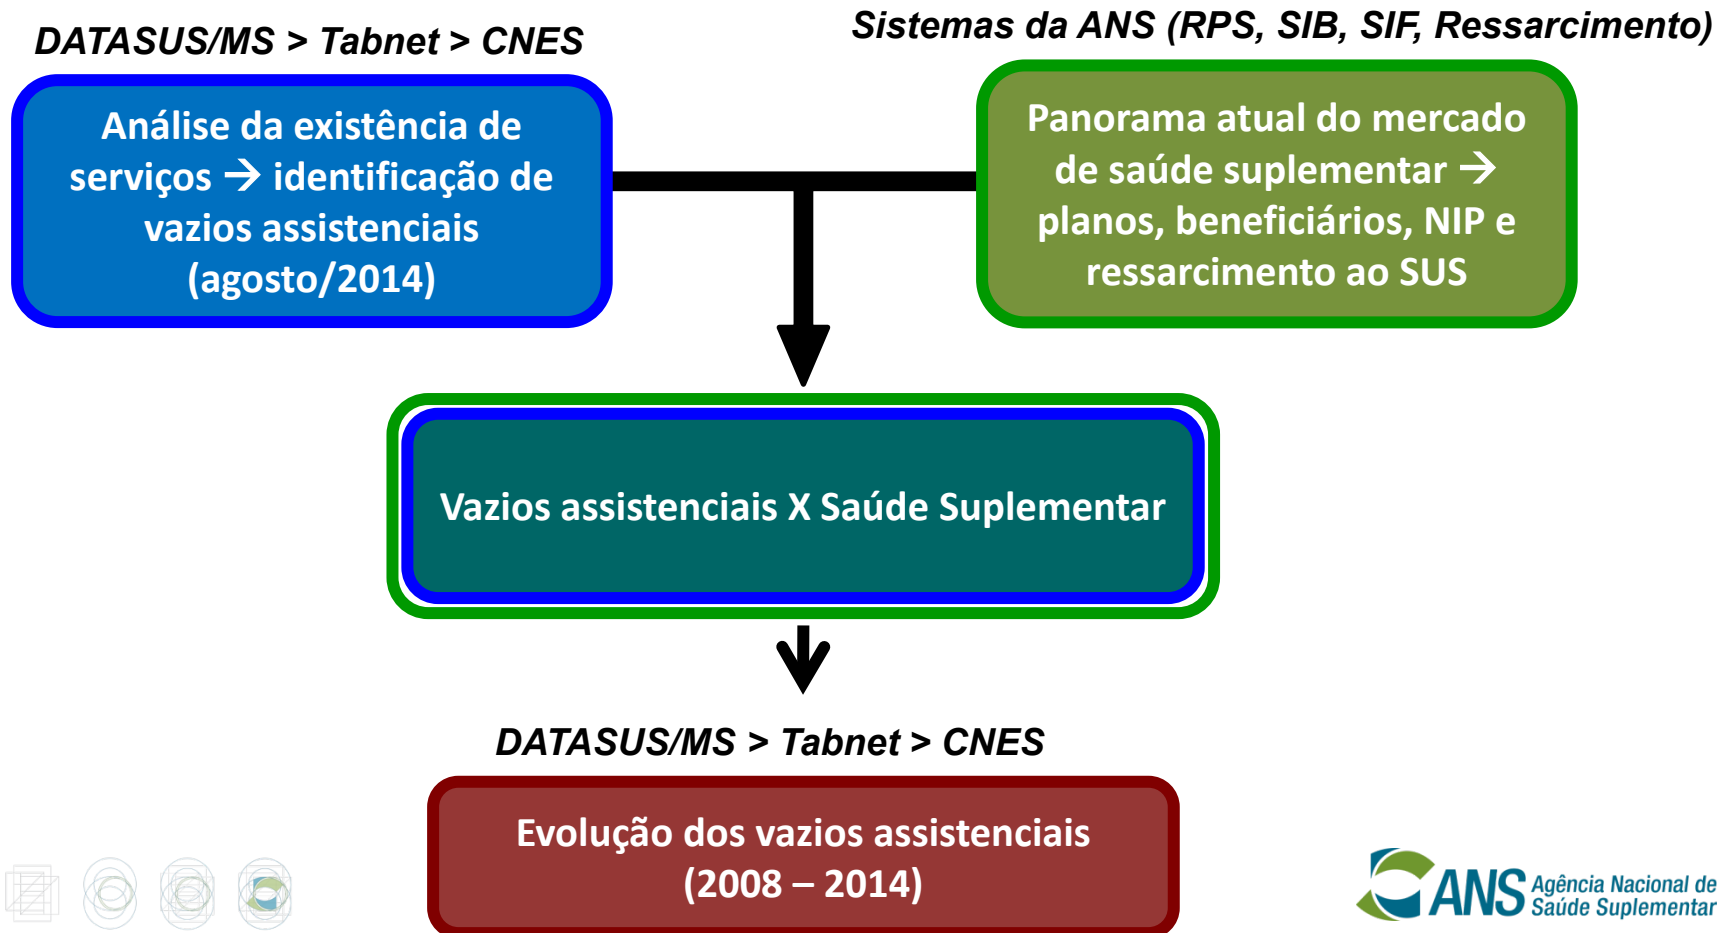 DATASUS/MS > Tabnet > CNES
Sistemas da ANS (RPS, SIB, SIF, Ressarcimento)
Análise da existência de
serviços → identificação de
vazios assistenciais
(agosto/2014)
Panorama atual do mercado
de saúde suplementar →
planos, beneficiários, NIP e
ressarcimento ao SUS
Vazios assistenciais X Saúde Suplementar
DATASUS/MS > Tabnet > CNES
Evolução dos vazios assistenciais
(2008 – 2014)
ANS Agência Nacional de
Saúde Suplementar